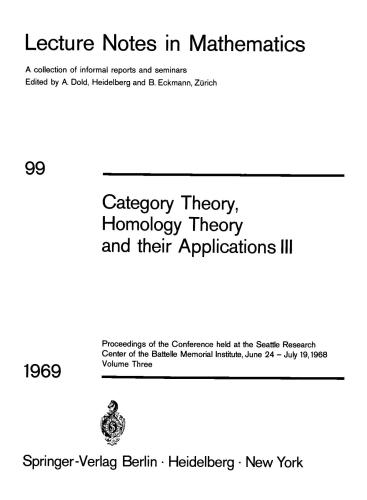 Lecture Notes in Mathematics
A collection of informal reports and seminars
Edited by A. Dold, Heidelberg and B. Eckmann, Zürich
99
Category Theory,
Homology Theory
and their Applications III
Proceedings of the Conference held at the Seattle Research
Center of the Battelle Memorial Institute, June 24 – July 19, 1968
Volume Three
1969
Springer-Verlag Berlin · Heidelberg · New York